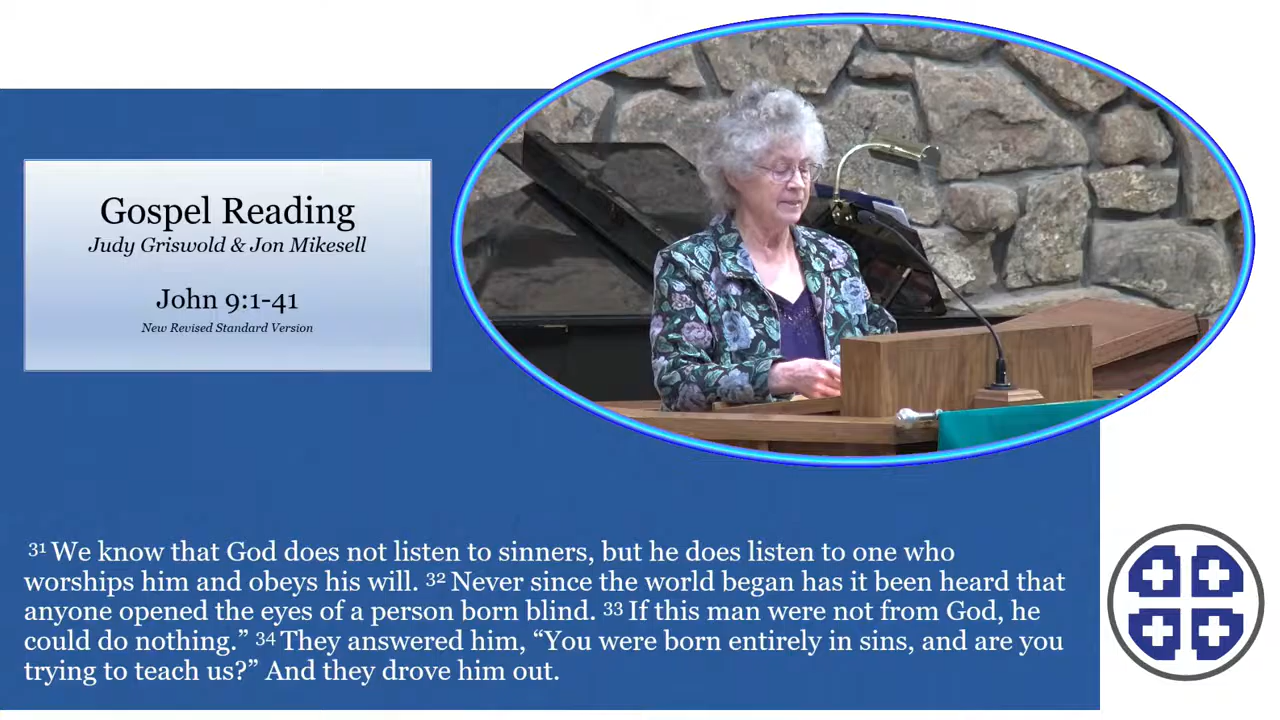 Gospel Reading
Judy Griswold & Jon Mikesell
John 9:1-41
New Revised Standard Version
³¹ We know that God does not listen to sinners, but he does listen to one who
worships him and obeys his will. ³² Never since the world began has it been heard that
anyone opened the eyes of a person born blind. ³³ If this man were not from God, he
could do nothing.” ³⁴ They answered him, “You were born entirely in sins, and are you
trying to teach us?” And they drove him out.